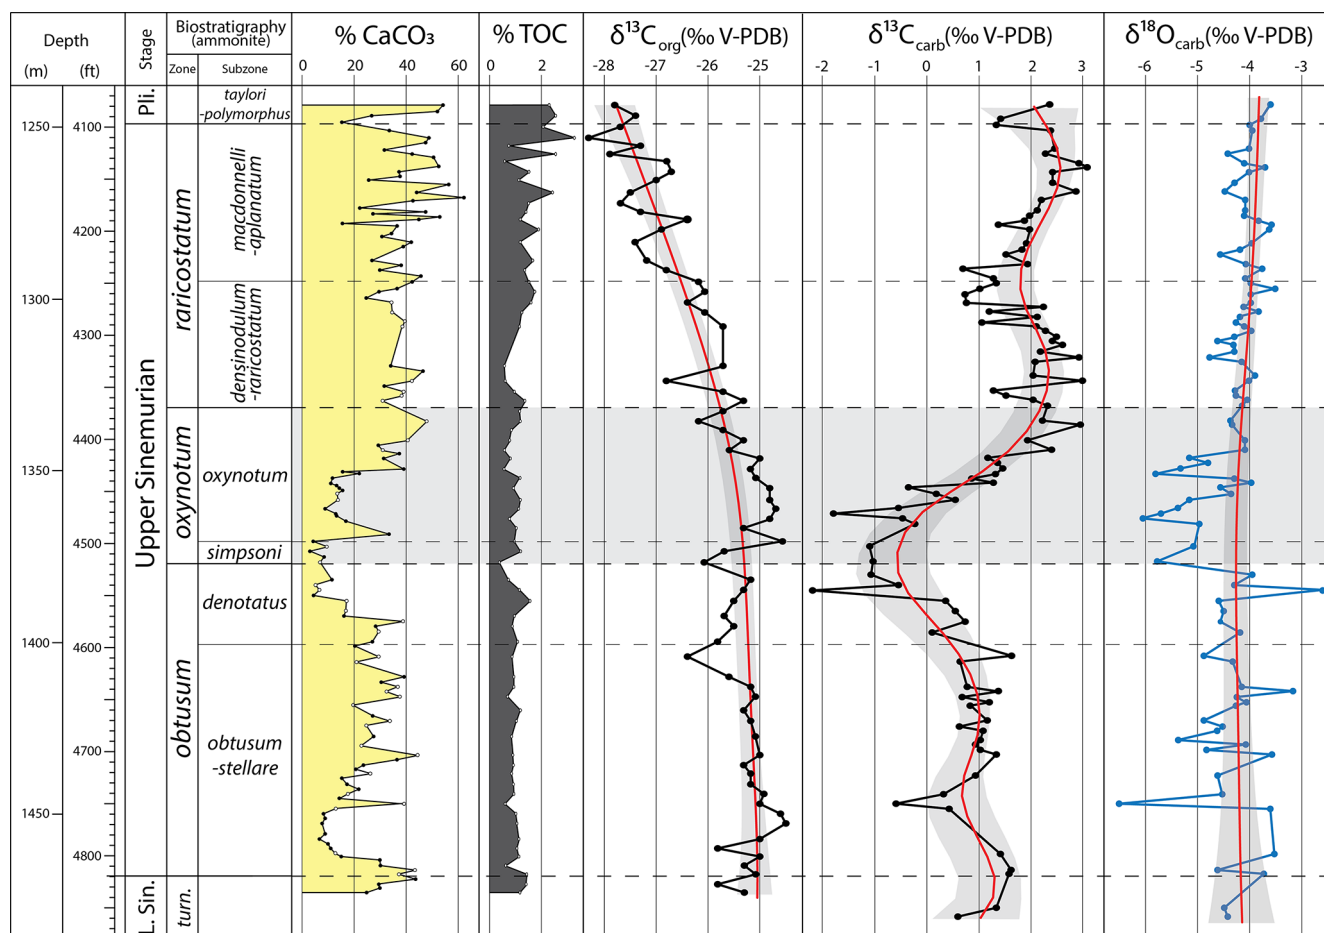 Depth
(m)
(ft)
Stage
Biostratigraphy
(ammonite)
Zone
Subzone
% CaCO₃
0 20 40 60
% TOC
0 2
δ¹³Corg(‰ V-PDB)
-28 -27 -26 -25
δ¹³Ccarb(‰ V-PDB)
-2 -1 0 1 2 3
δ¹⁸Ocarb(‰ V-PDB)
-6 -5 -4 -3
Pli.
taylori
-polymorphus
1250
4100
macdonnelli
-aplanatum
raricostatum
4200
1300
densinodulum
-raricostatum
4300
Upper Sinemurian
4400
1350
oxynotum
oxynotum
4500
simpsoni
denotatus
1400
4600
obtusum
obtusum
-stellare
4700
1450
4800
L. Sin.
turn.